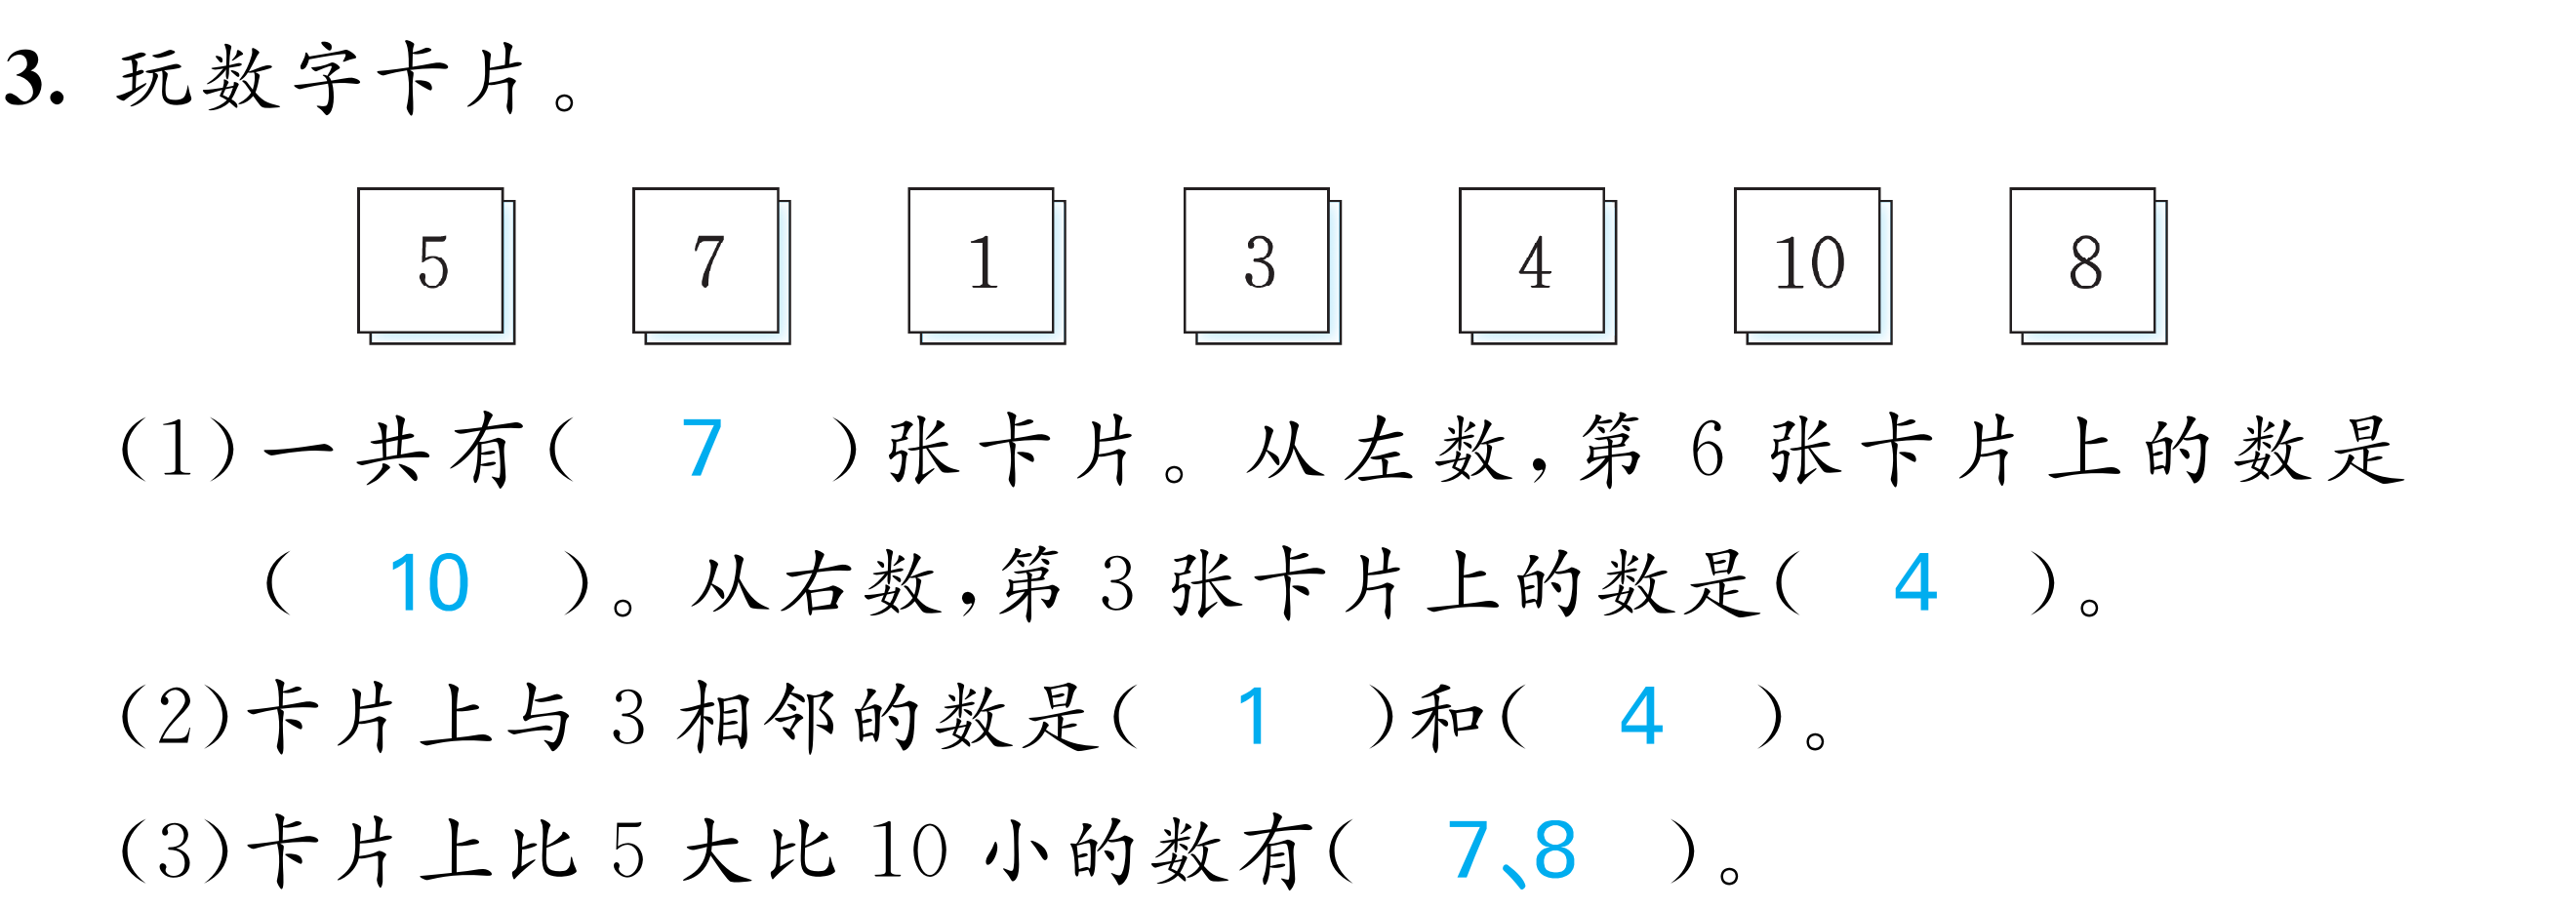 3. 玩数字卡片。
5 7 1 3 4 10 8
(1)一共有( 7 )张卡片。从左数,第 6 张卡片上的数是
( 10 )。从右数,第 3 张卡片上的数是( 4 )。
(2)卡片上与 3 相邻的数是( 1 )和( 4 )。
(3)卡片上比 5 大比 10 小的数有( 7、8 )。